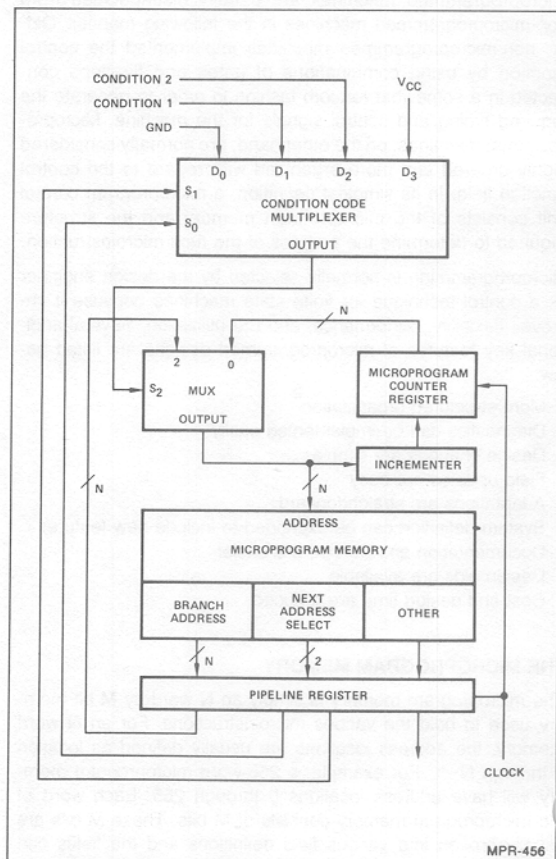 CONDITION 2
CONDITION 1
GND
VCC
D0 D1 D2 D3
S1
S0
CONDITION CODE
MULTIPLEXER
OUTPUT
N
2 0
S2
MUX
OUTPUT
MICROPROGRAM
COUNTER
REGISTER
INCREMENTER
N
N
ADDRESS
MICROPROGRAM MEMORY
BRANCH
ADDRESS
NEXT
ADDRESS
SELECT
OTHER
N
2
PIPELINE REGISTER
CLOCK
MPR-456